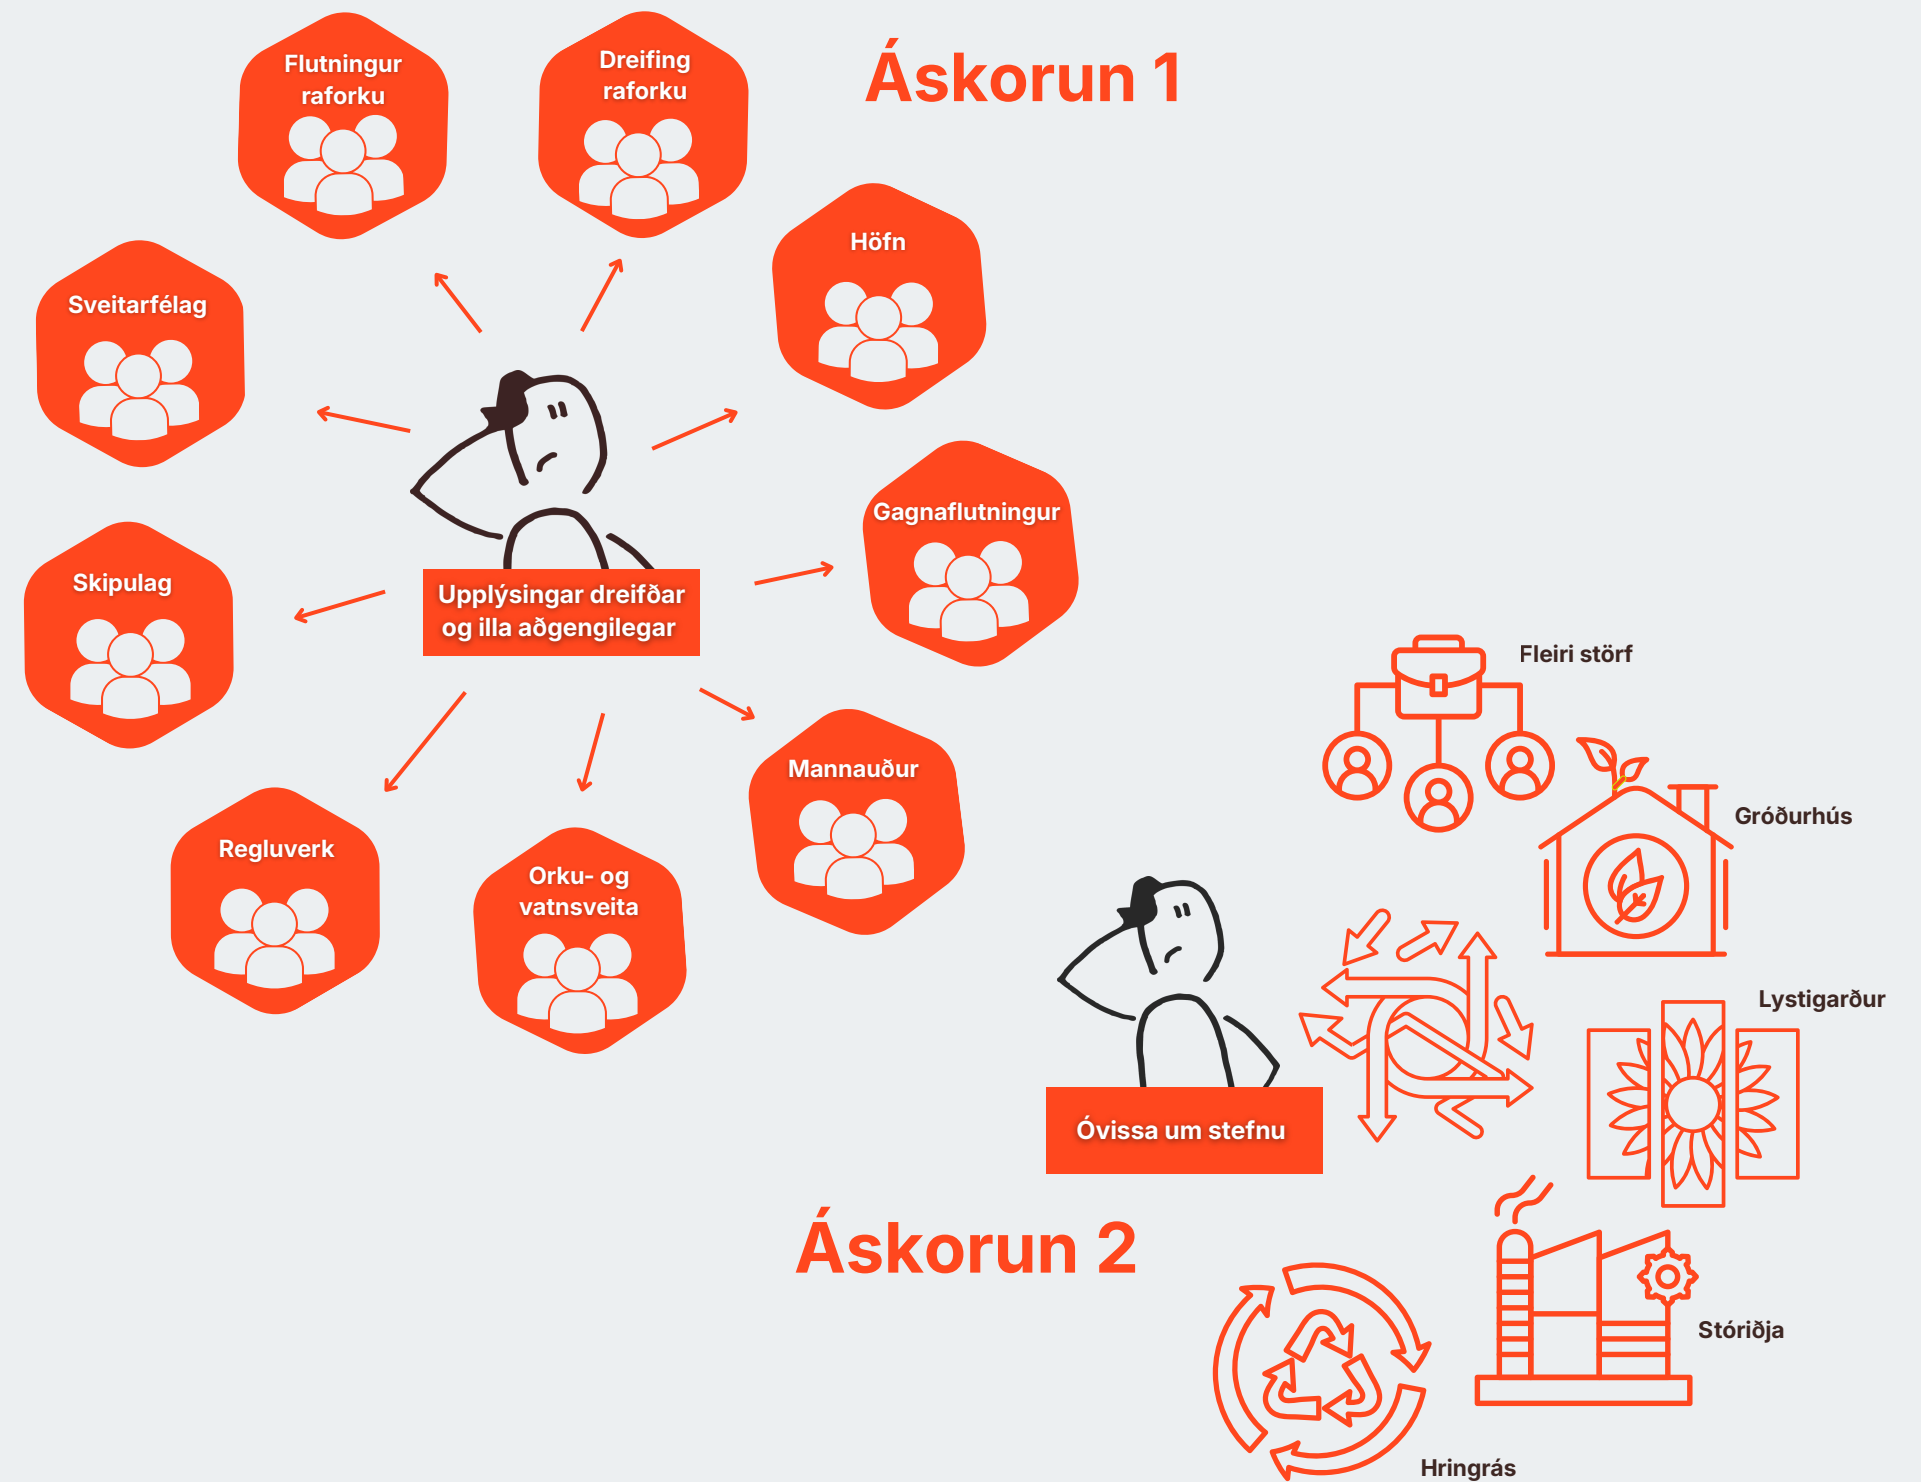 Áskorun 1
Flutningur
raforku
Dreifing
raforku
Höfn
Sveitarfélag
Gagnaflutningur
Skipulag
Upplýsingar dreifðar
og illa aðgengilegar
Mannauður
Regluverk
Orku- og
vatnsveita
Fleiri störf
Gróðurhús
Lystigarður
Óvissa um stefnu
Áskorun 2
Stóriðja
Hringrás